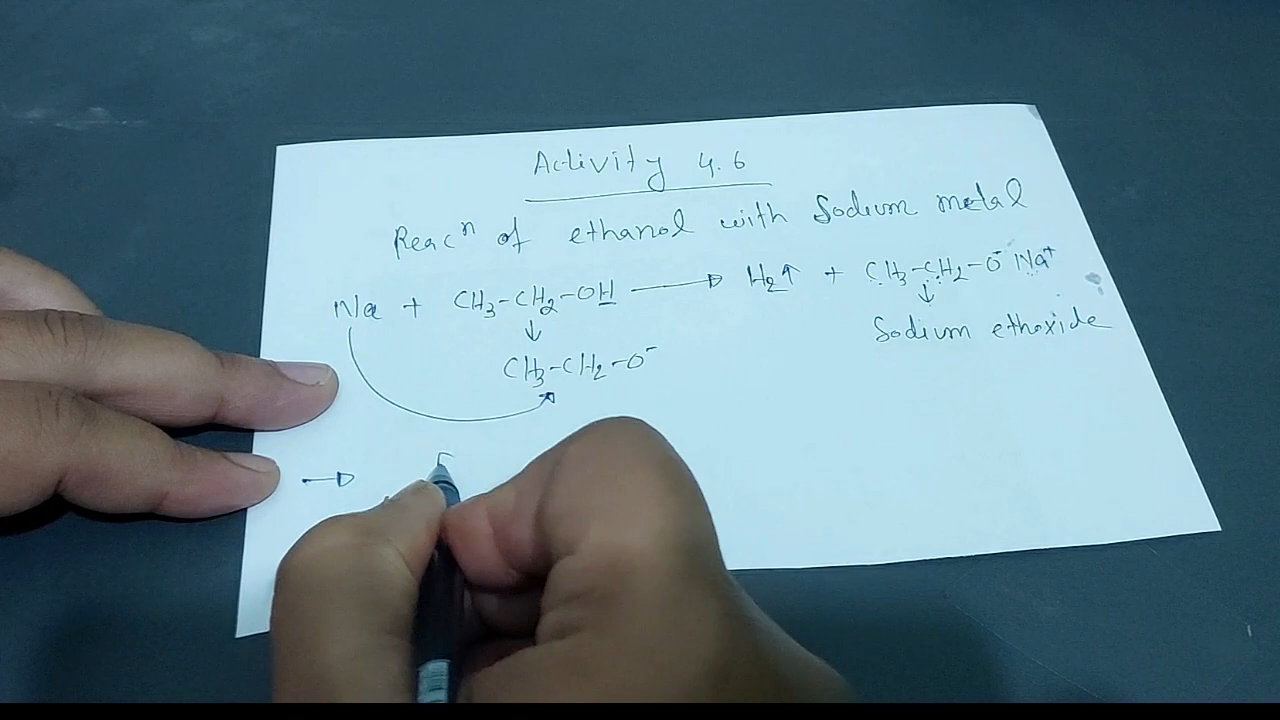 Activity 4.6
Reacⁿ of ethanol with Sodium metal
Na + CH₃-CH₂-OH → H₂↑ + CH₃-CH₂-O⁻ Na⁺
↓ ↓
Sodium ethoxide
CH₃-CH₂-O⁻
→